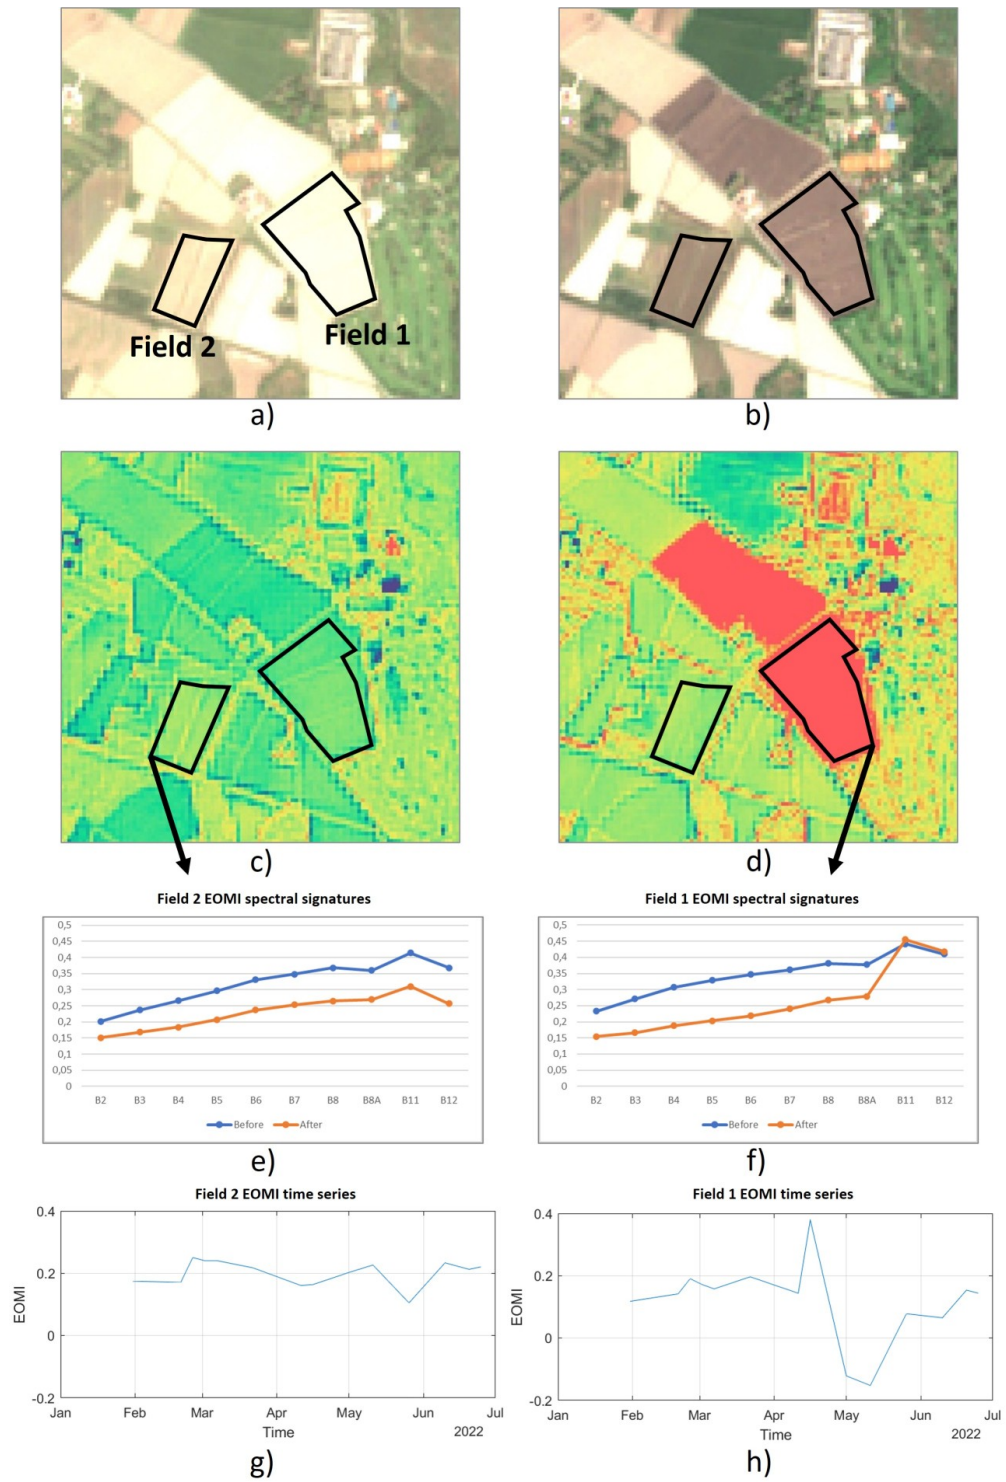 Field 2
Field 1
a)
b)
c)
d)
Field 2 EOMI spectral signatures
0,5
0,45
0,4
0,35
0,3
0,25
0,2
0,15
0,1
0,05
0
B2 B3 B4 B5 B6 B7 B8 B8A B11 B12
Before After
Field 1 EOMI spectral signatures
0,5
0,45
0,4
0,35
0,3
0,25
0,2
0,15
0,1
0,05
0
B2 B3 B4 B5 B6 B7 B8 B8A B11 B12
Before After
e)
f)
Field 2 EOMI time series
0.4
0.2
0
-0.2
EOMI
Jan Feb Mar Apr May Jun Jul
Time
2022
Field 1 EOMI time series
0.4
0.2
0
-0.2
EOMI
Jan Feb Mar Apr May Jun Jul
Time
2022
g)
h)